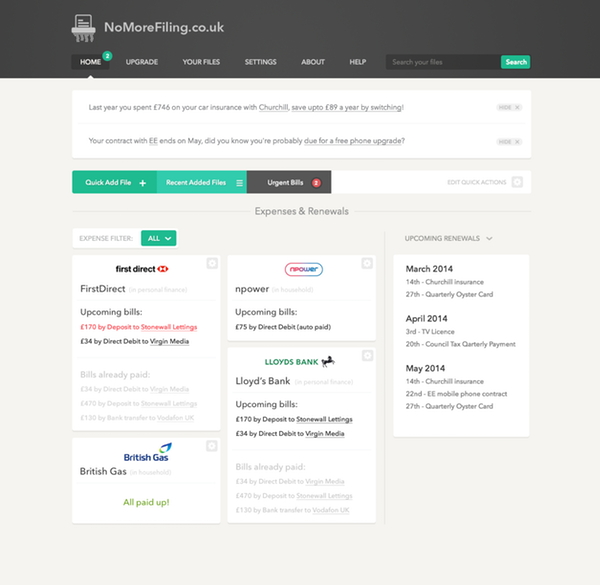 NoMoreFiling.co.uk
HOME 2 UPGRADE YOUR FILES SETTINGS ABOUT HELP Search your files Search
Last year you spent £746 on your car insurance with Churchill, save upto £89 a year by switching! HIDE X
Your contract with EE ends on May, did you know you're probably due for a free phone upgrade? HIDE X
Quick Add File + Recent Added Files Urgent Bills 2 EDIT QUICK ACTIONS
Expenses & Renewals
EXPENSE FILTER: ALL
first direct
FirstDirect (in personal finance)
Upcoming bills:
£170 by Deposit to Stonewall Lettings
£34 by Direct Debit to Virgin Media
Bills already paid:
£34 by Direct Debit to Virgin Media
£470 by Deposit to Stonewall Lettings
£130 by Bank transfer to Vodafon UK
British Gas
British Gas (in household)
All paid up!
npower
npower (in household)
Upcoming bills:
£75 by Direct Debit (auto paid)
LLOYDS BANK
Lloyd's Bank (in personal finance)
Upcoming bills:
£170 by Deposit to Stonewall Lettings
£34 by Direct Debit to Virgin Media
Bills already paid:
£34 by Direct Debit to Virgin Media
£470 by Deposit to Stonewall Lettings
£130 by Bank transfer to Vodafon UK
UPCOMING RENEWALS
March 2014
14th - Churchill insurance
27th - Quarterly Oyster Card
April 2014
3rd - TV Licence
20th - Council Tax Qarterly Payment
May 2014
14th - Churchill insurance
22nd - EE mobile phone contract
27th - Quarterly Oyster Card